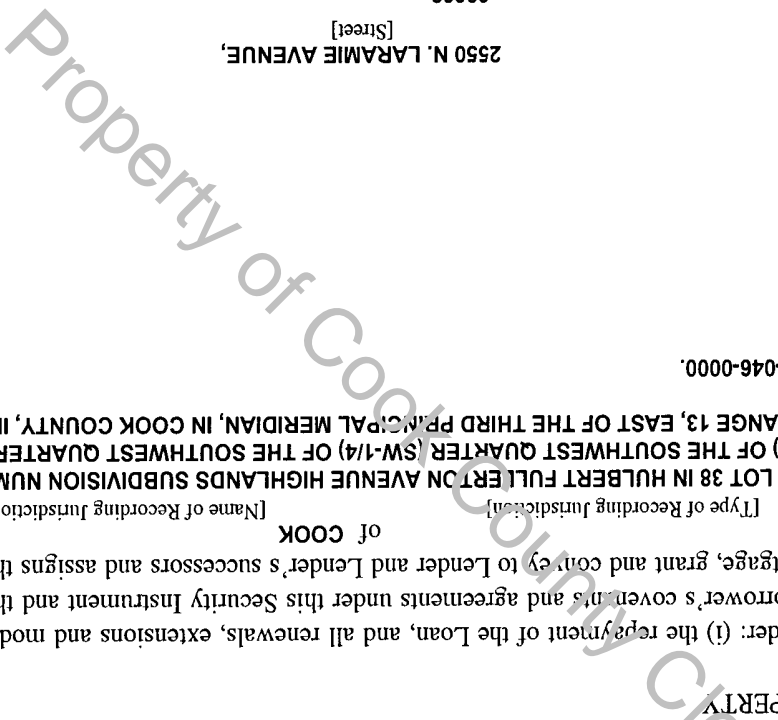 PERTY
der: (i) the repayment of the Loan, and all renewals, extensions and mod
orrower's covenants and agreements under this Security Instrument and th
tgage, grant and convey to Lender and Lender's successors and assigns th
of COOK
[Type of Recording Jurisdiction] [Name of Recording Jurisdictio
LOT 38 IN HULBERT FULLERTON AVENUE HIGHLANDS SUBDIVISION NUM
) OF THE SOUTHWEST QUARTER (SW-1/4) OF THE SOUTHWEST QUARTER
ANGE 13, EAST OF THE THIRD PRINCIPAL MERIDIAN, IN COOK COUNTY, I
-046-0000.
2550 N. LARAMIE AVENUE,
[Street]
Property of Cook County C